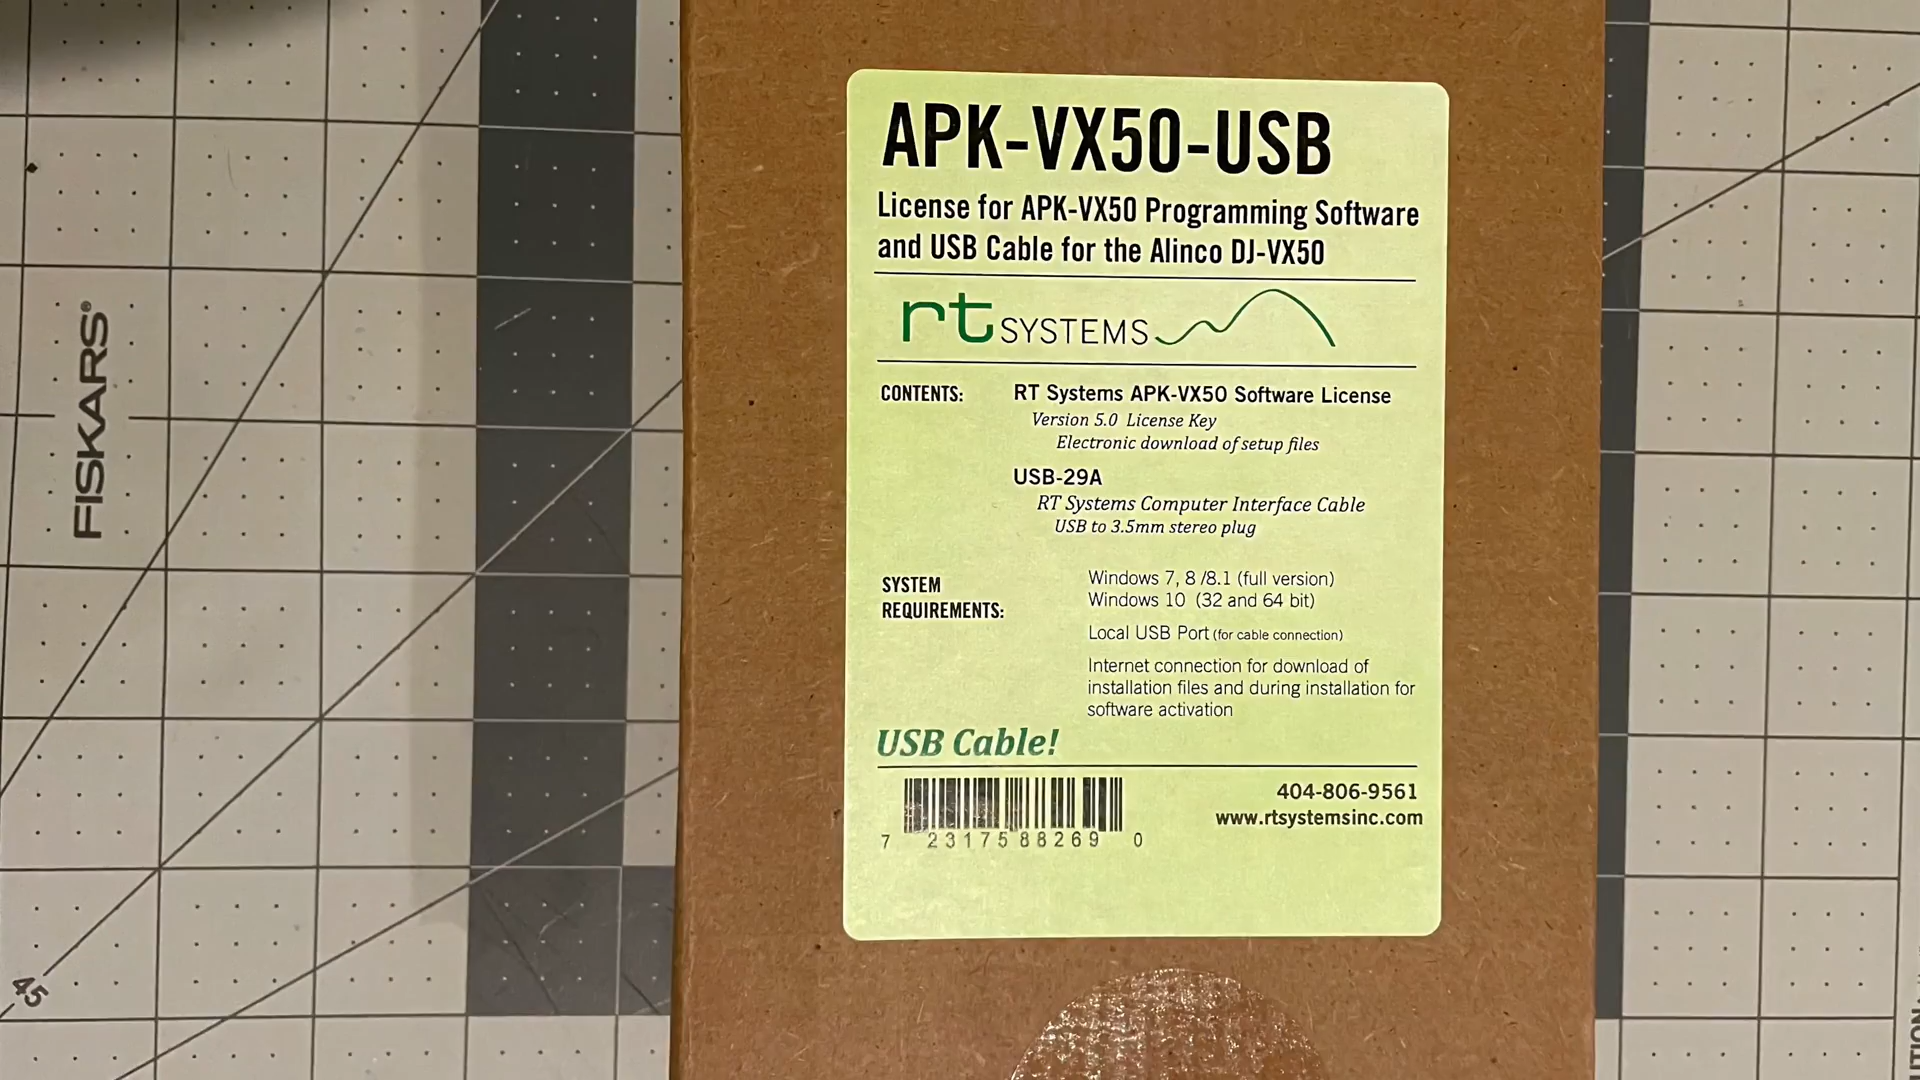 APK-VX50-USB
License for APK-VX50 Programming Software
and USB Cable for the Alinco DJ-VX50
rt SYSTEMS
CONTENTS: RT Systems APK-VX50 Software License
Version 5.0 License Key
Electronic download of setup files
USB-29A
RT Systems Computer Interface Cable
USB to 3.5mm stereo plug
SYSTEM REQUIREMENTS:
Windows 7, 8 /8.1 (full version)
Windows 10 (32 and 64 bit)
Local USB Port (for cable connection)
Internet connection for download of
installation files and during installation for
software activation
USB Cable!
7 23175 88269 0
404-806-9561
www.rtsystemsinc.com
FISKARS®
45